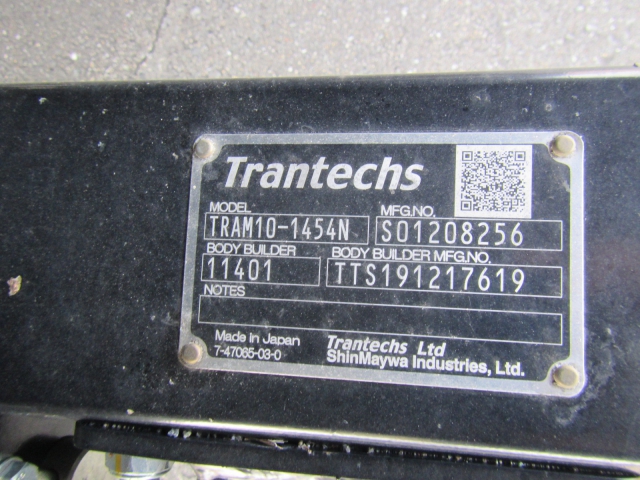 Trantechs
MODEL MFG.NO.
TRAM10-1454N S01208256
BODY BUILDER BODY BUILDER MFG.NO.
11401 TTS191217619
NOTES
Made in Japan Trantechs Ltd
7-47065-03-0 ShinMaywa Industries, Ltd.